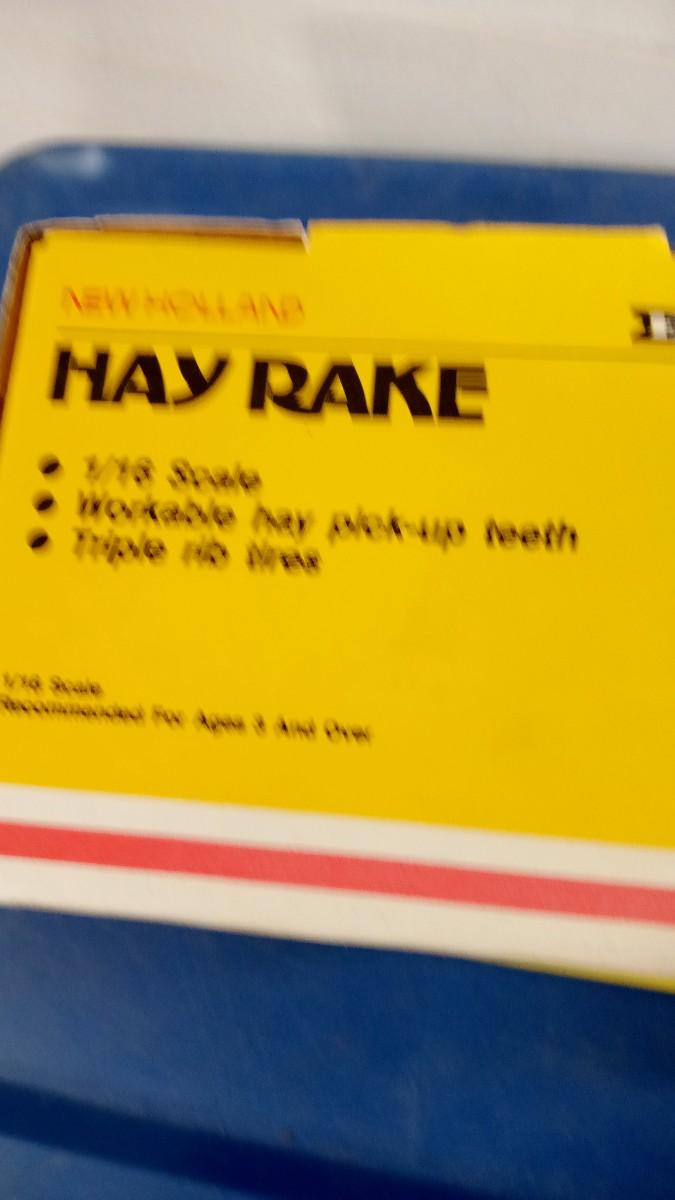 NEW HOLLAND
HAY RAKE
● 1/16 Scale
● Workable hay pick-up teeth
● Triple rib tires
1/16 Scale
Recommended For Ages 3 And Over